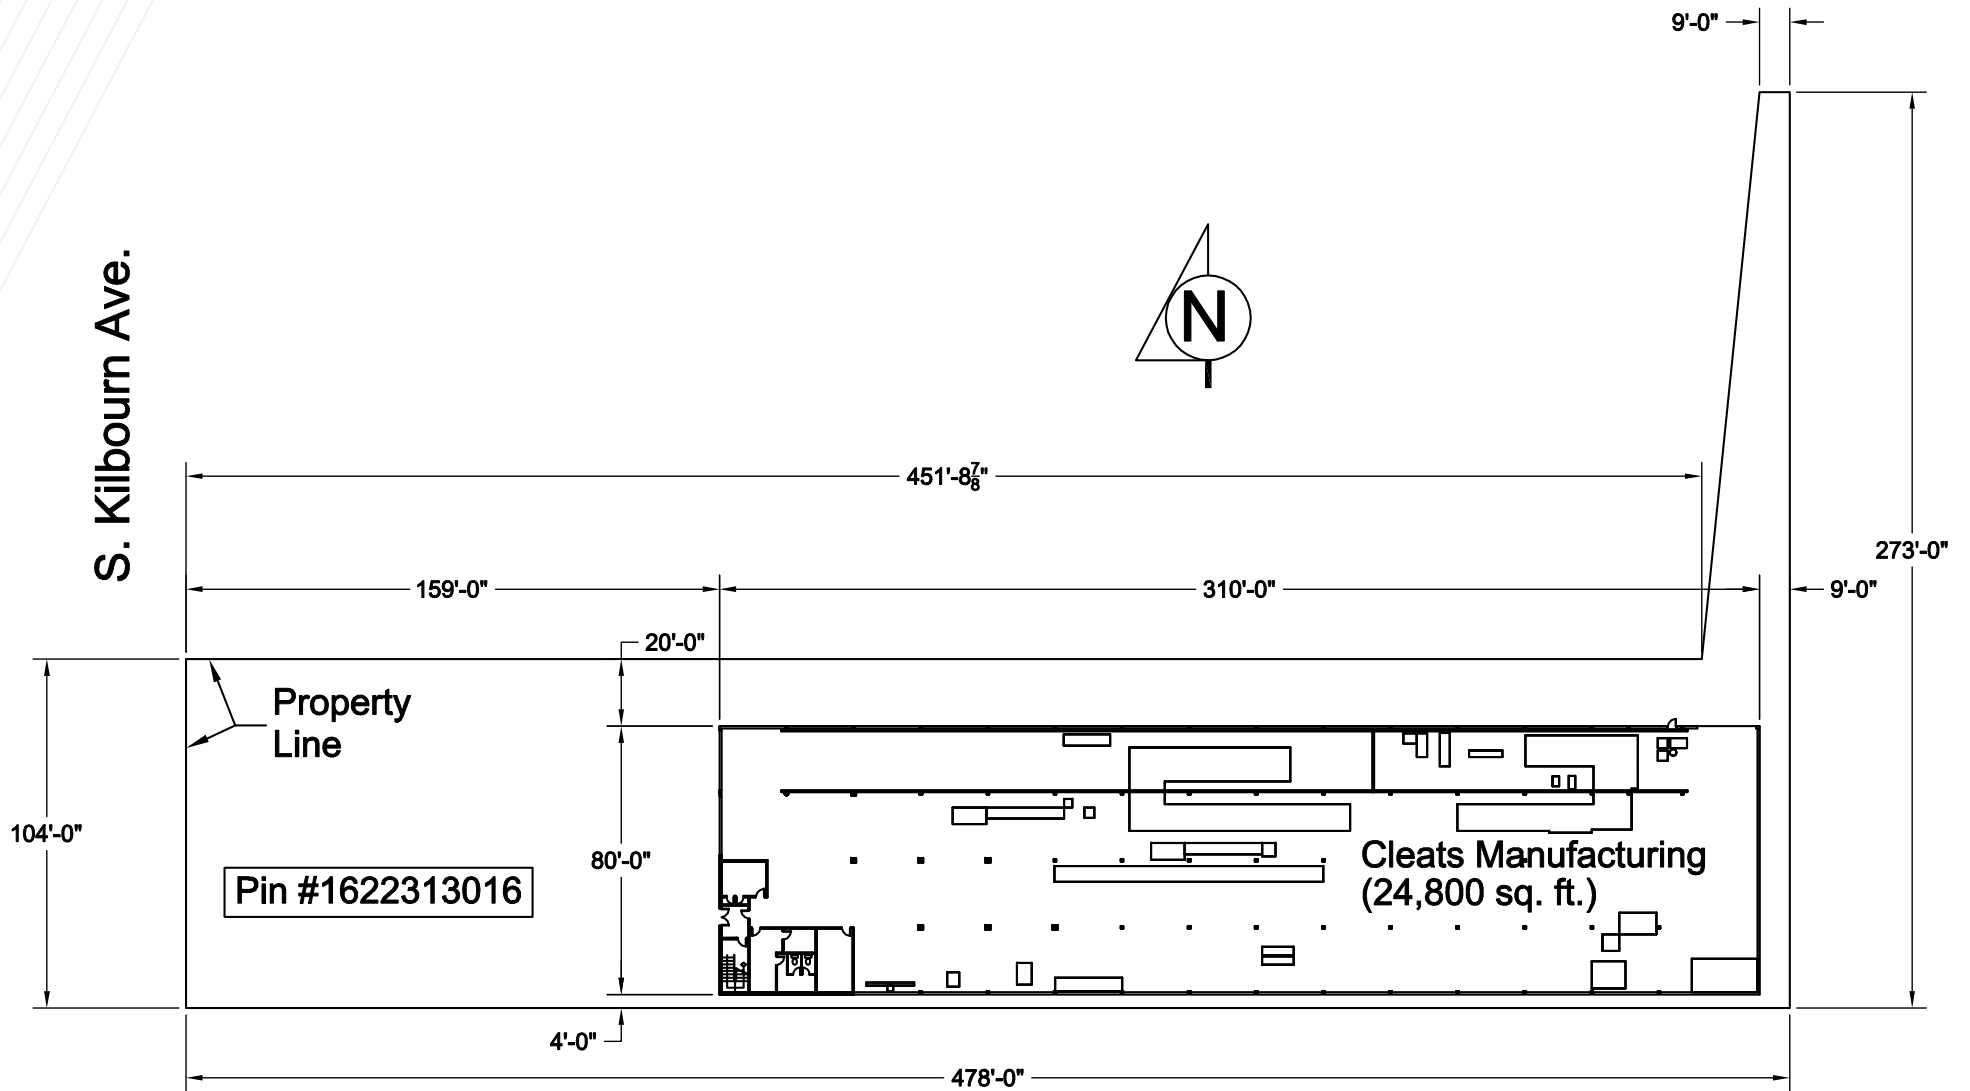 9'-0"
S. Kilbourn Ave.
N
451'-8 7/8"
273'-0"
159'-0"
310'-0"
9'-0"
20'-0"
Property
Line
104'-0"
80'-0"
Cleats Manufacturing
(24,800 sq. ft.)
Pin #1622313016
4'-0"
478'-0"